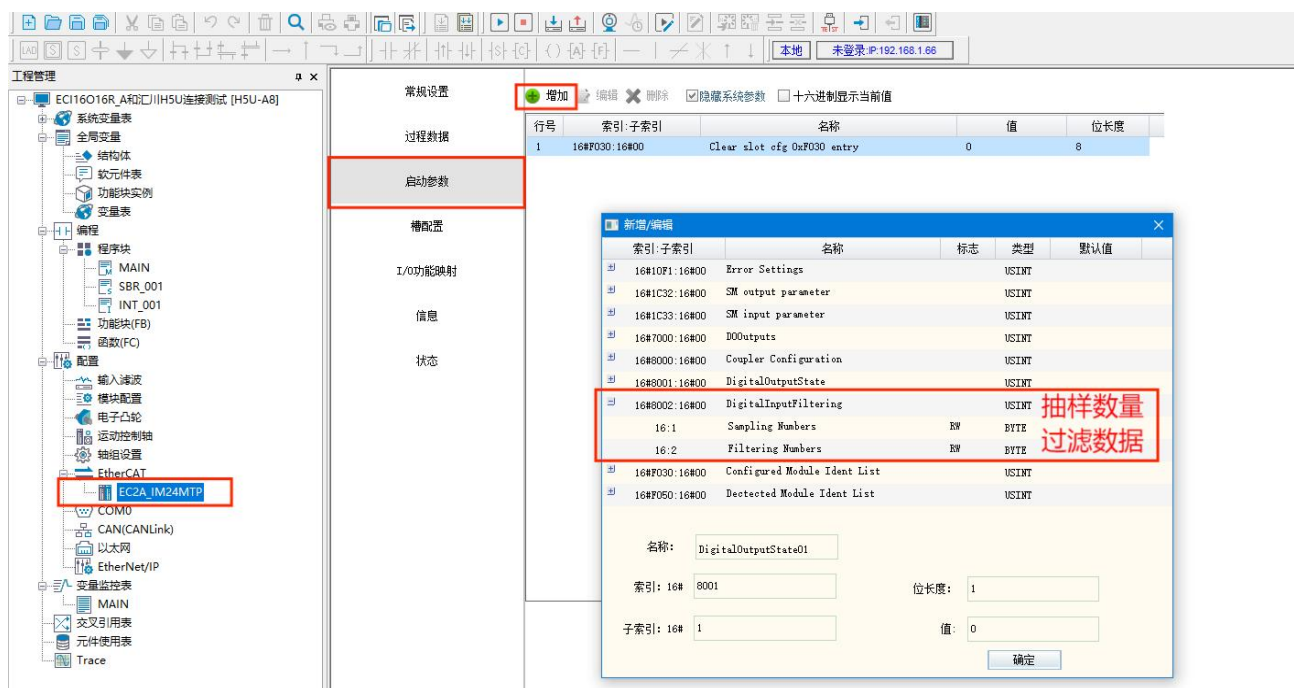 本地
未登录:IP:192.168.1.66
工程管理
ECI16O16R_A和汇川H5U连接测试 [H5U-A8]
系统变量表
全局变量
结构体
软元件表
功能块实例
变量表
编程
程序块
MAIN
SBR_001
INT_001
功能块(FB)
函数(FC)
配置
输入滤波
模块配置
电子凸轮
运动控制轴
轴组设置
EtherCAT
EC2A_IM24MTP
COM0
CAN(CANLink)
以太网
EtherNet/IP
变量监控表
MAIN
交叉引用表
元件使用表
Trace
常规设置
过程数据
启动参数
槽配置
I/O功能映射
信息
状态
增加 编辑 删除 隐藏系统参数 十六进制显示当前值
行号 索引:子索引 名称 值 位长度
1 16#F030:16#00 Clear slot cfg 0xF030 entry 0 8
新增/编辑
索引:子索引 名称 标志 类型 默认值
16#10F1:16#00 Error Settings USINT
16#1C32:16#00 SM output parameter USINT
16#1C33:16#00 SM input parameter USINT
16#7000:16#00 DOOutputs USINT
16#8000:16#00 Coupler Configuration USINT
16#8001:16#00 DigitalOutputState USINT
16#8002:16#00 DigitalInputFiltering USINT 抽样数量
16:1 Sampling Numbers RW BYTE
16:2 Filtering Numbers RW BYTE 过滤数据
16#F030:16#00 Configured Module Ident List USINT
16#F050:16#00 Dectected Module Ident List USINT
名称: DigitalOutputState01
索引: 16# 8001 位长度: 1
子索引: 16# 1 值: 0
确定